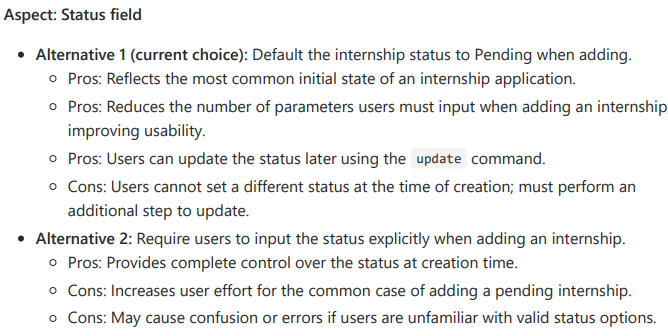 Aspect: Status field
Alternative 1 (current choice): Default the internship status to Pending when adding.
Pros: Reflects the most common initial state of an internship application.
Pros: Reduces the number of parameters users must input when adding an internship
improving usability.
Pros: Users can update the status later using the update command.
Cons: Users cannot set a different status at the time of creation; must perform an
additional step to update.
Alternative 2: Require users to input the status explicitly when adding an internship.
Pros: Provides complete control over the status at creation time.
Cons: Increases user effort for the common case of adding a pending internship.
Cons: May cause confusion or errors if users are unfamiliar with valid status options.